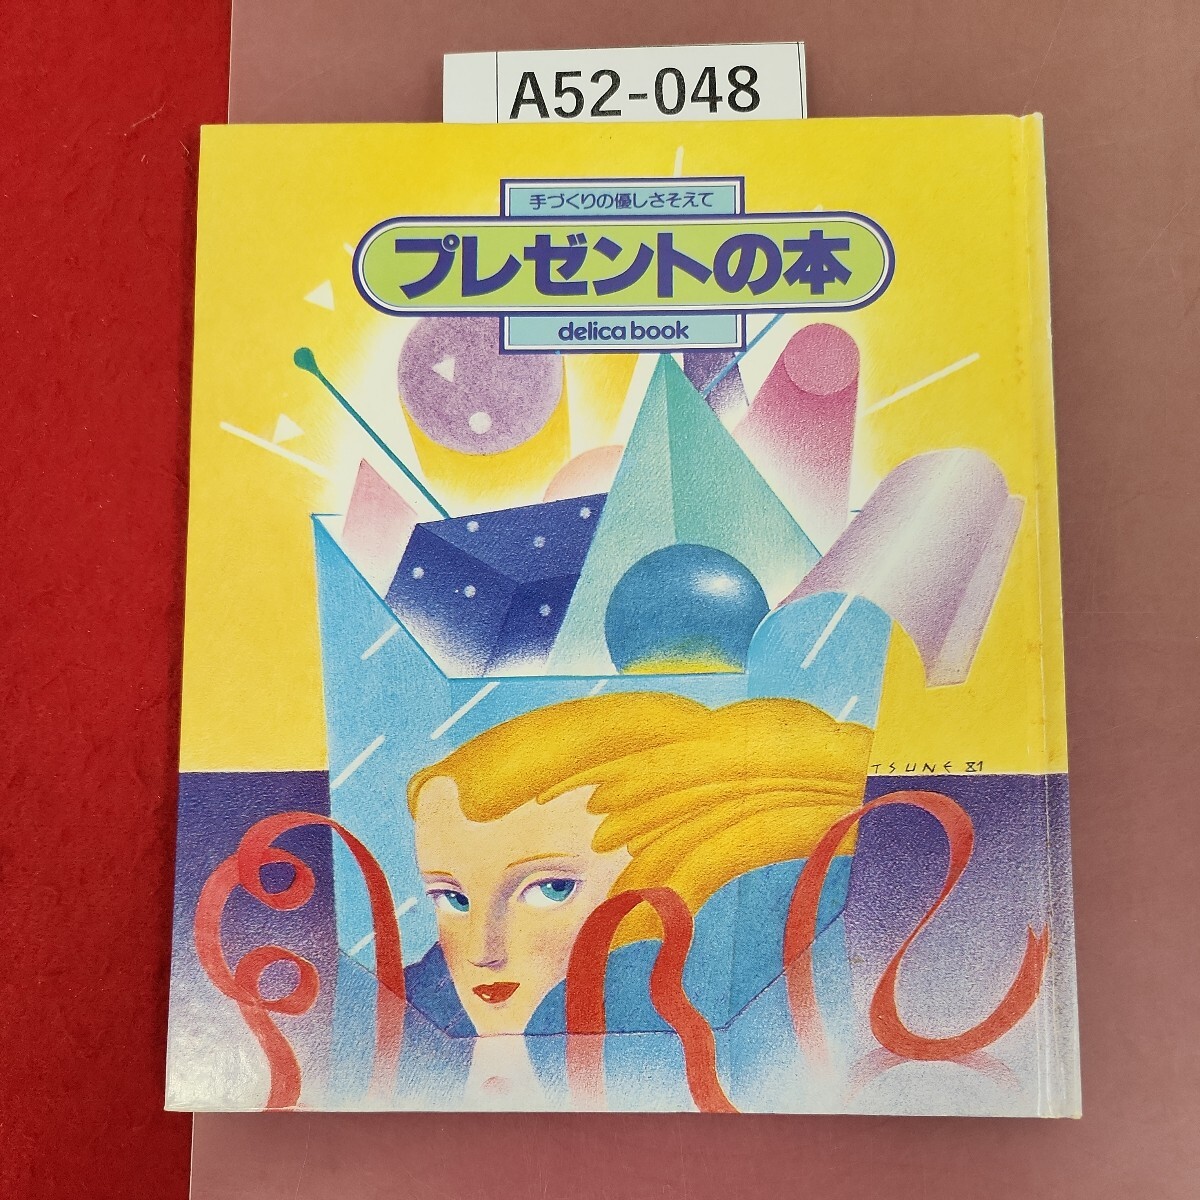 A52-048
手づくりの優しさそえて
プレゼントの本
delica book
TSUNE 81